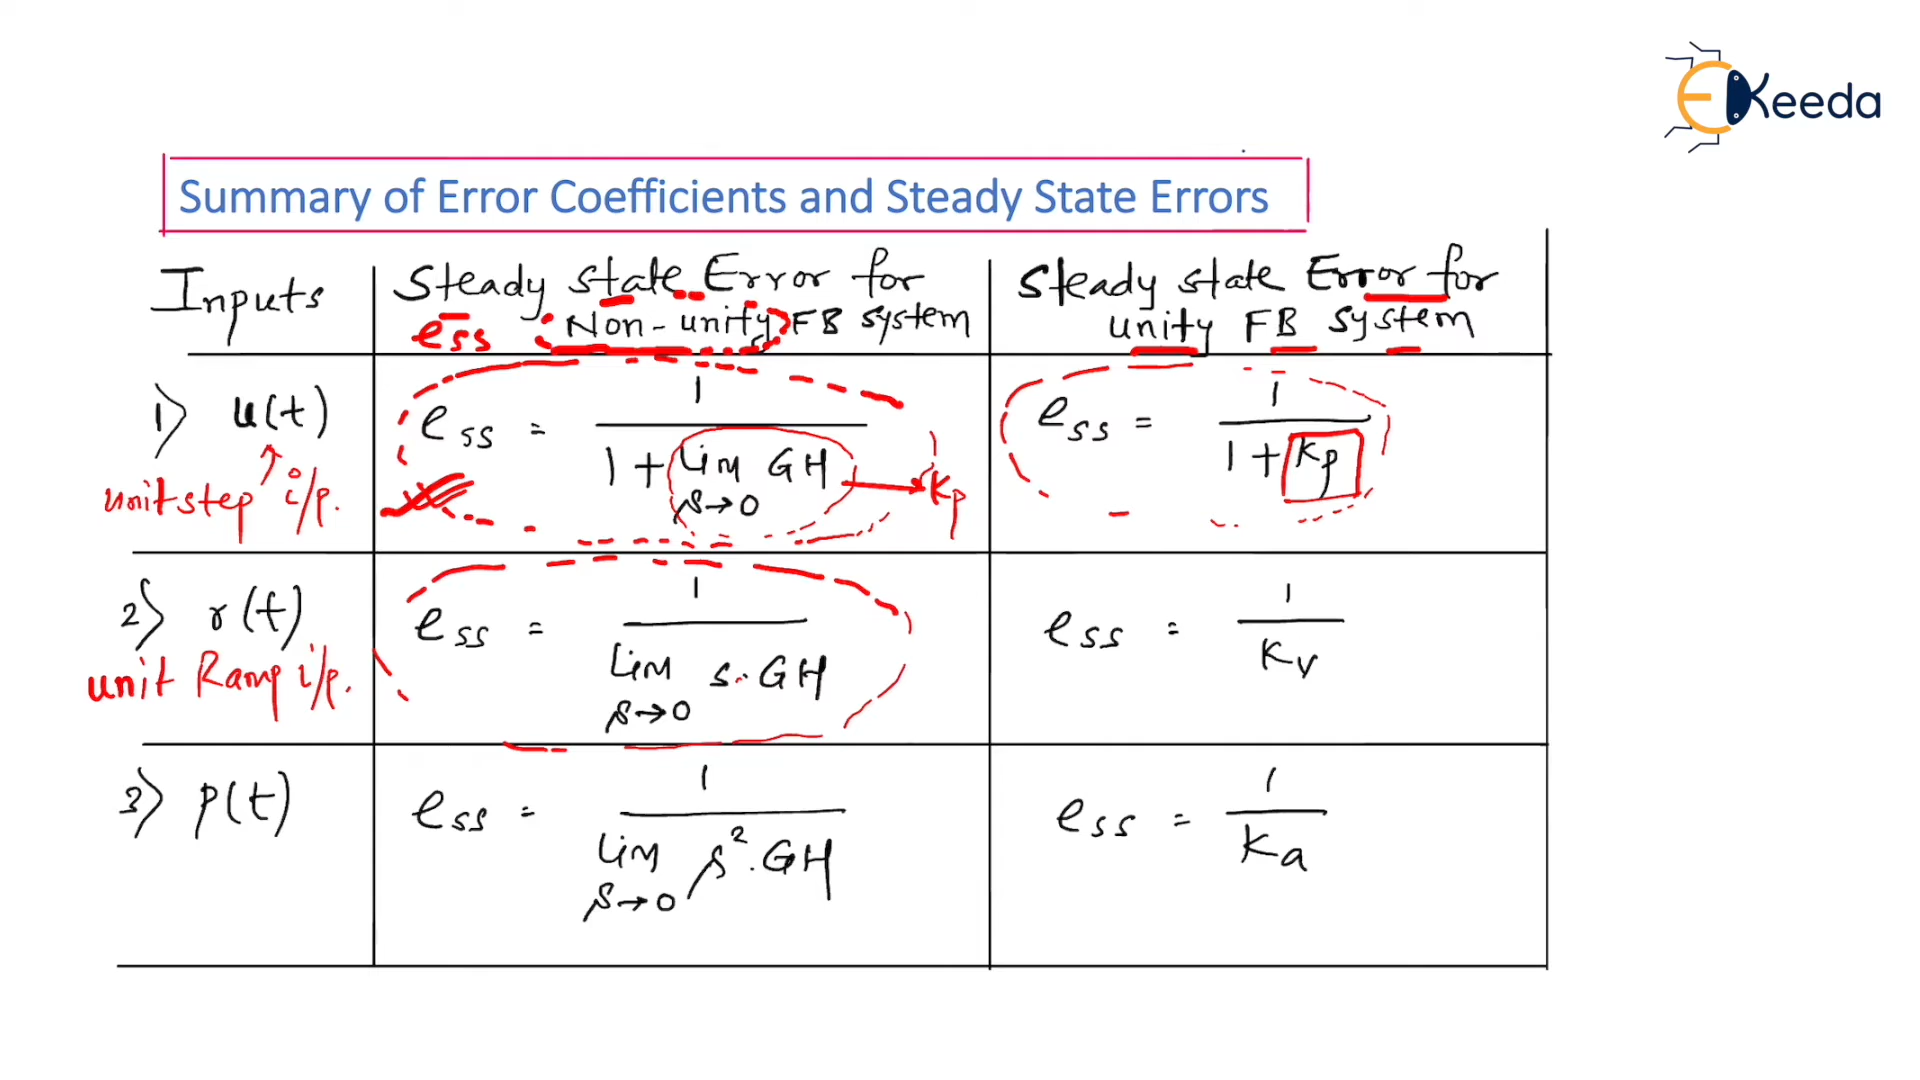 EKeeda
Summary of Error Coefficients and Steady State Errors
Inputs
Steady state Error for
ess Non-unity FB system
Steady state Error for
unity FB system
1) u(t)
unit step i/p.
ess = 1
1 + Lim GH
s→0
Kp
ess = 1
1 + Kp
2) r(t)
unit Ramp i/p.
ess = 1
Lim s.GH
s→0
ess = 1
Kv
3) p(t)
ess = 1
Lim s².GH
s→0
ess = 1
Ka